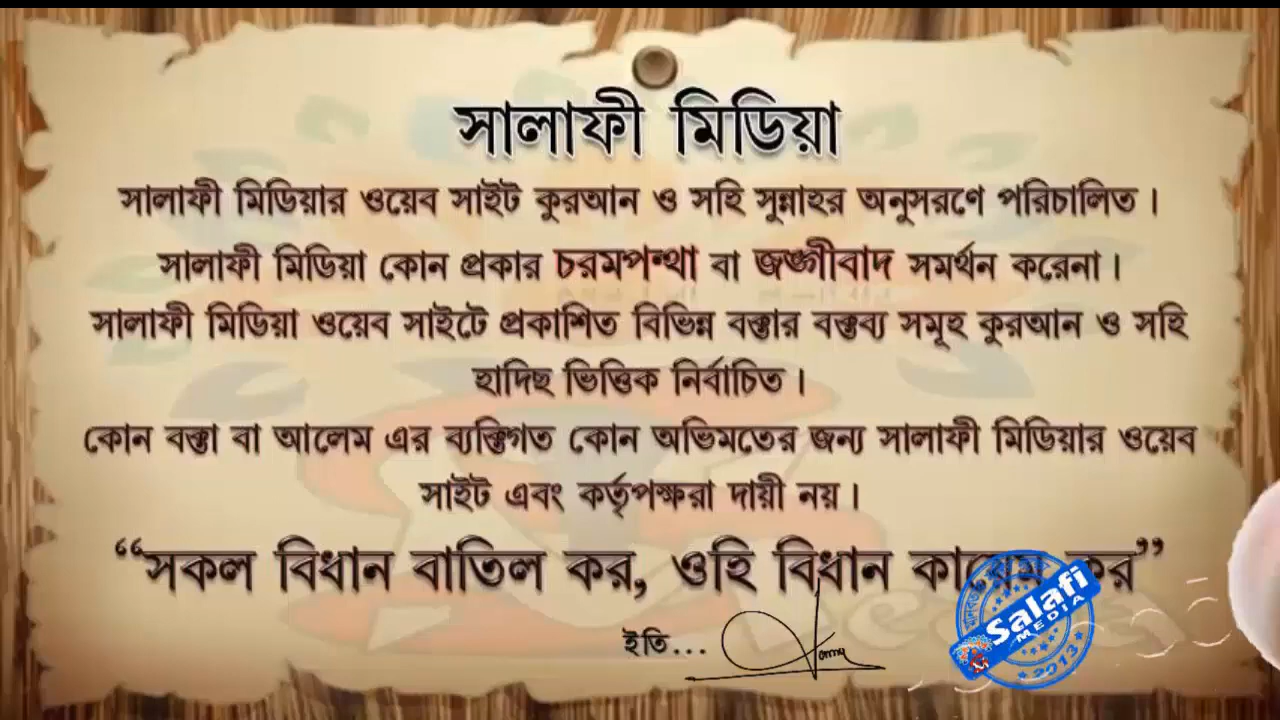 সালাফী মিডিয়া
সালাফী মিডিয়ার ওয়েব সাইট কুরআন ও সহি সুন্নাহর অনুসরণে পরিচালিত।
সালাফী মিডিয়া কোন প্রকার চরমপন্থা বা জঙ্গীবাদ সমর্থন করেনা।
সালাফী মিডিয়া ওয়েব সাইটে প্রকাশিত বিভিন্ন বক্তার বক্তব্য সমূহ কুরআন ও সহি
হাদিছ ভিত্তিক নির্বাচিত।
কোন বক্তা বা আলেম এর ব্যক্তিগত কোন অভিমতের জন্য সালাফী মিডিয়ার ওয়েব
সাইট এবং কর্তৃপক্ষরা দায়ী নয়।
“সকল বিধান বাতিল কর, ওহি বিধান কায়েম কর”
ইতি...
Salafi
MEDIA
2013